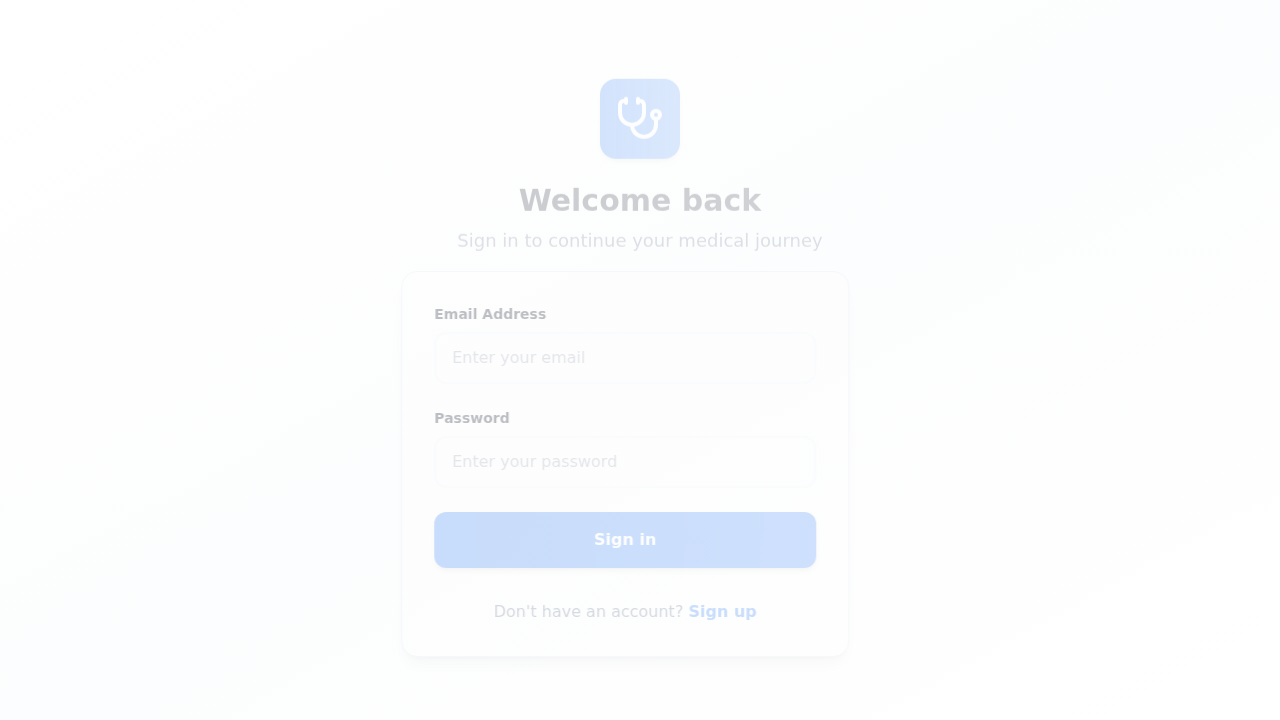 Welcome back
Sign in to continue your medical journey
Email Address
Enter your email
Password
Enter your password
Sign in
Don't have an account? Sign up